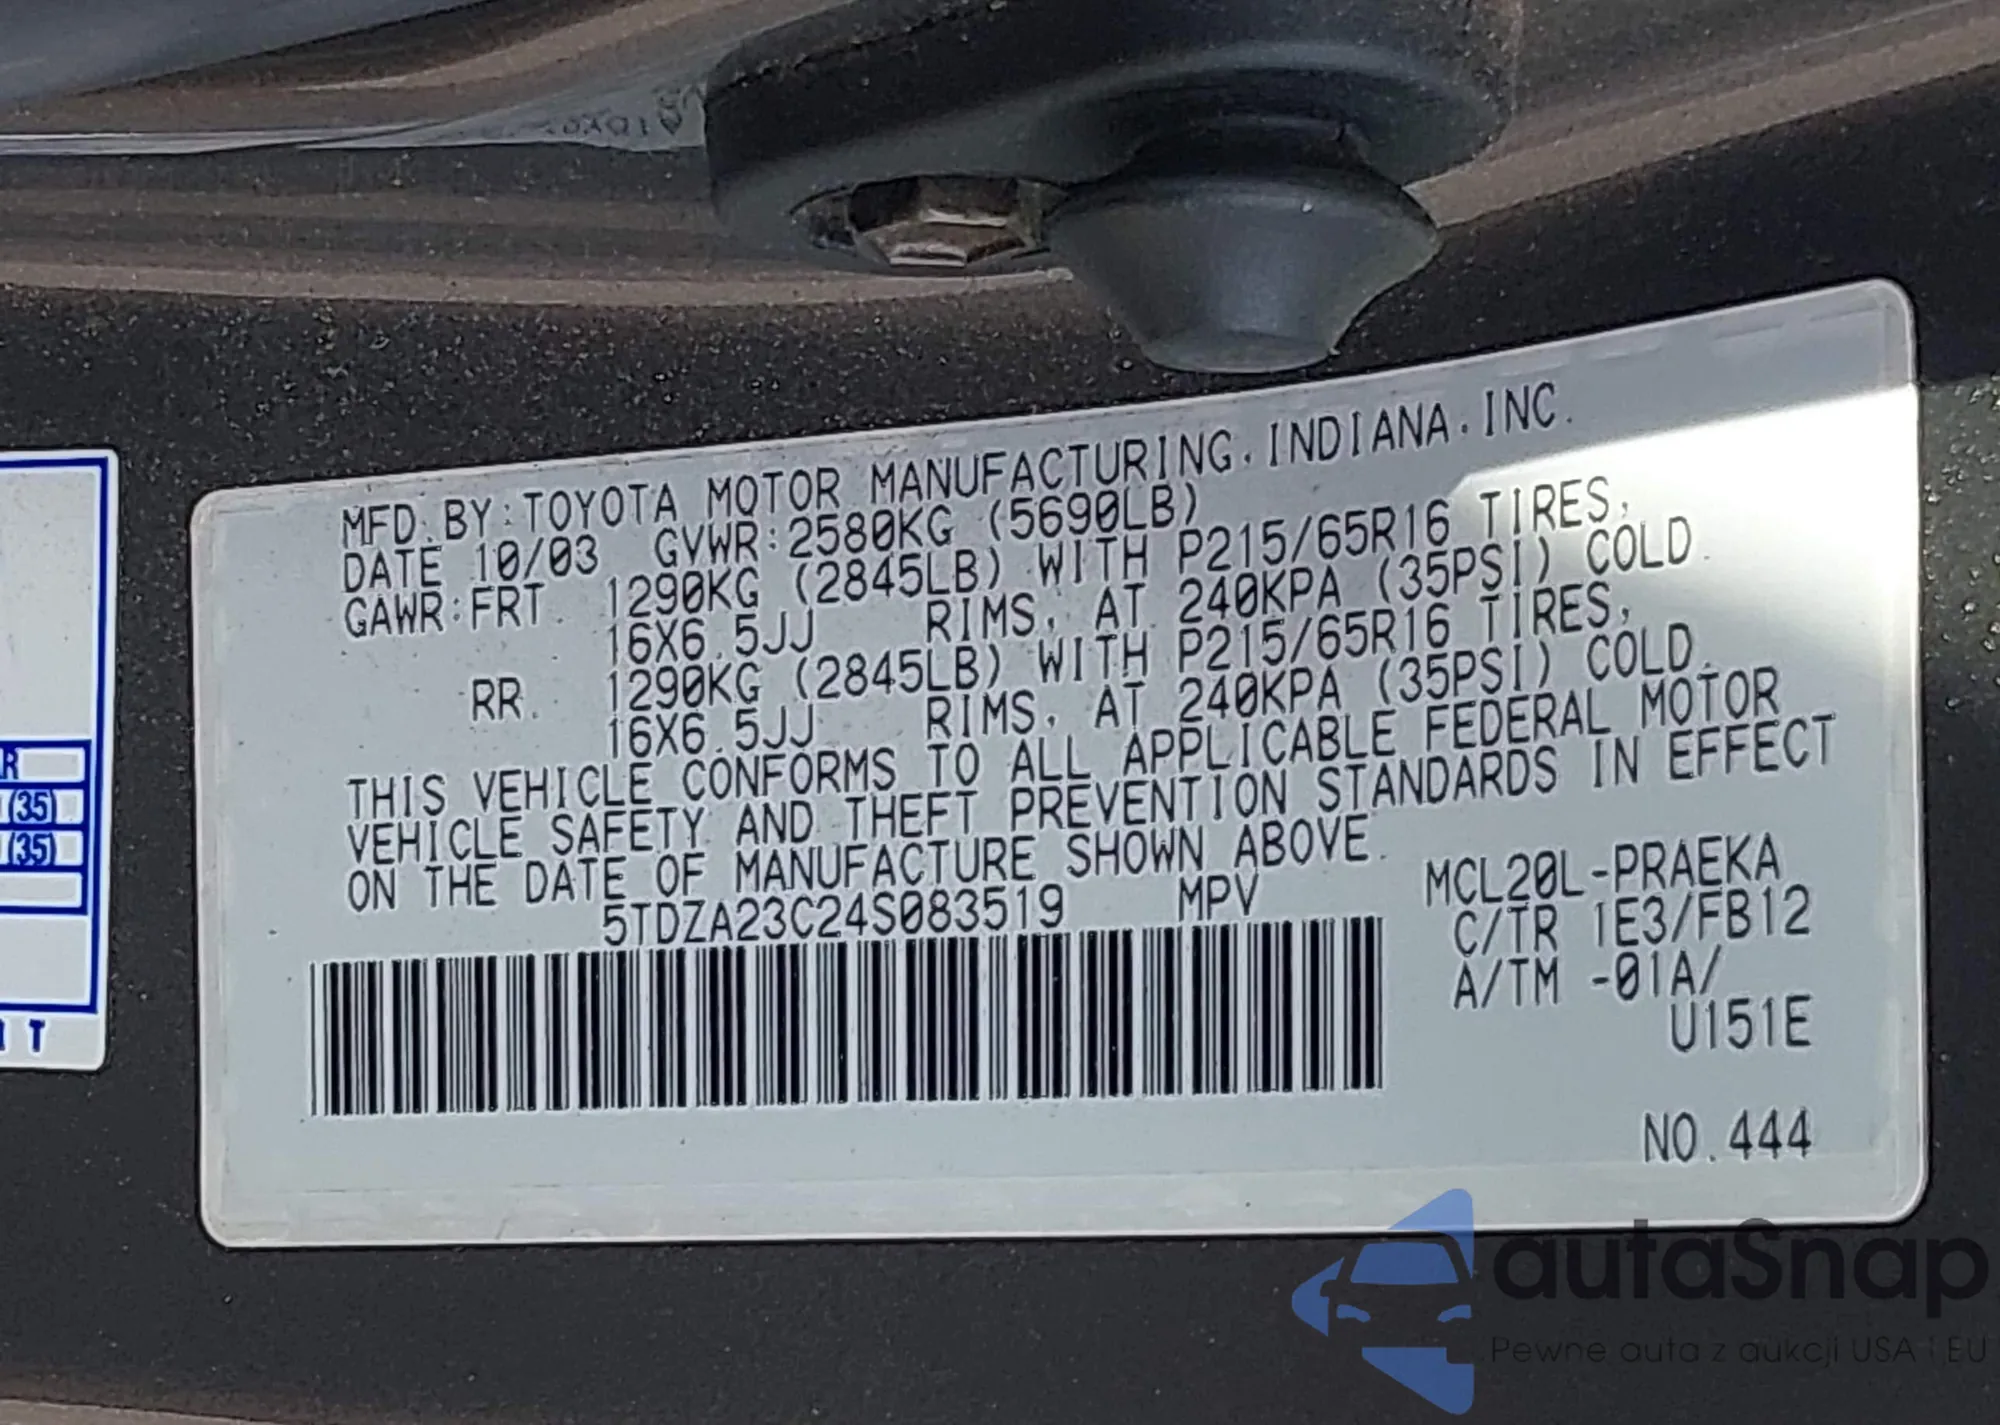 MFD. BY: TOYOTA MOTOR MANUFACTURING, INDIANA, INC.
DATE 10/03 GVWR: 2580KG (5690LB)
GAWR: FRT. 1290KG (2845LB) WITH P215/65R16 TIRES,
16X6.5JJ RIMS, AT 240KPA (35PSI) COLD.
RR. 1290KG (2845LB) WITH P215/65R16 TIRES,
16X6.5JJ RIMS, AT 240KPA (35PSI) COLD.
THIS VEHICLE CONFORMS TO ALL APPLICABLE FEDERAL MOTOR
VEHICLE SAFETY AND THEFT PREVENTION STANDARDS IN EFFECT
ON THE DATE OF MANUFACTURE SHOWN ABOVE.
5TDZA23C24S083519 MPV MCL20L-PRAEKA
C/TR 1E3/FB12
A/TM -01A/
U151E
NO. 444
(35)
(35)
T
autaSnap
Pewne auta z aukcji USA i EU